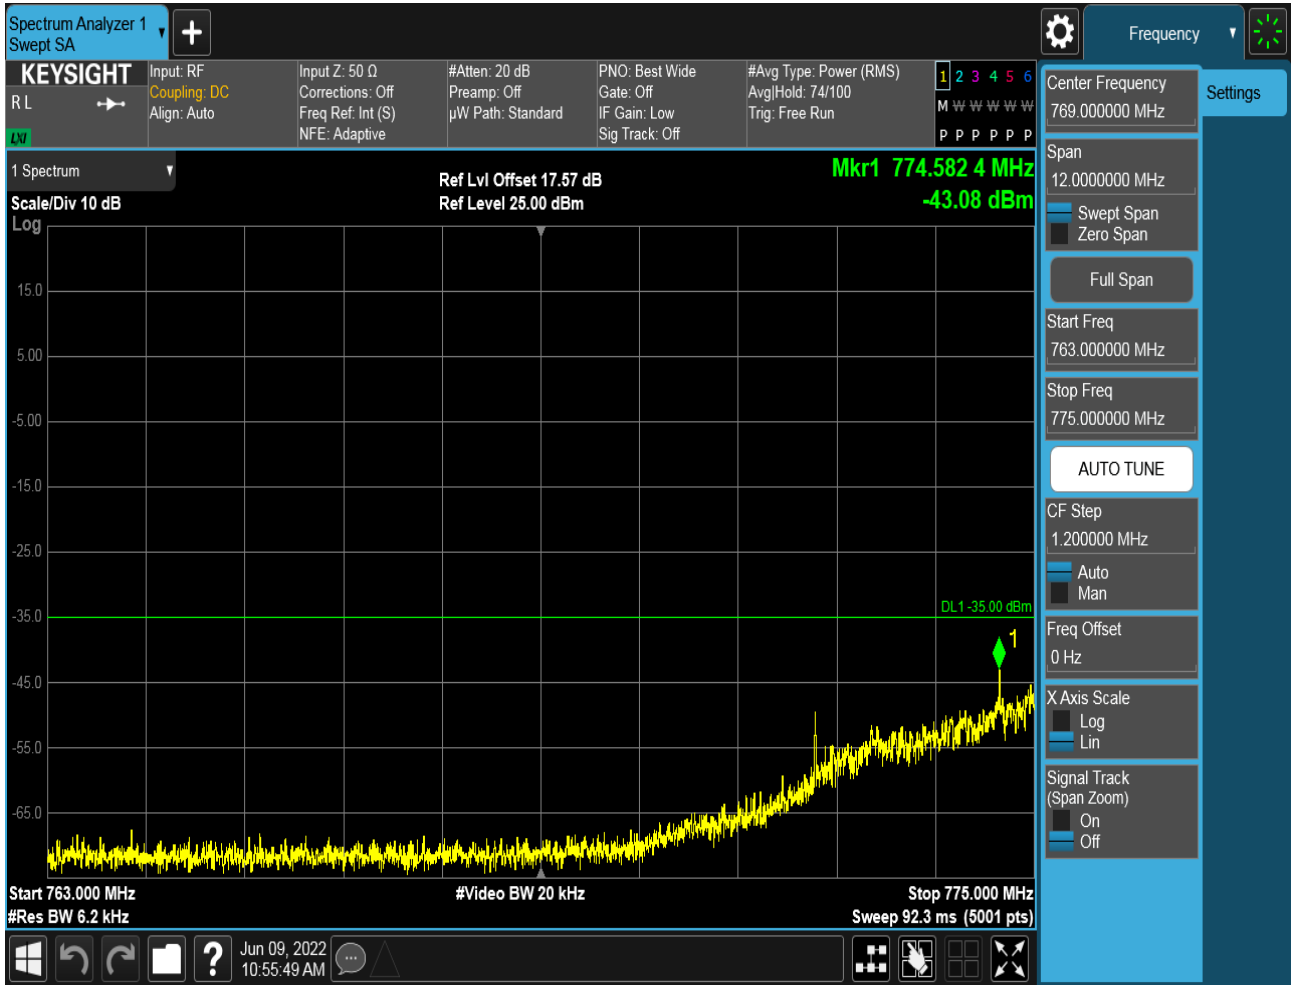 Spectrum Analyzer 1
Swept SA
Frequency
KEYSIGHT
R L
LXI
Input: RF
Coupling: DC
Align: Auto
Input Z: 50 Ω
Corrections: Off
Freq Ref: Int (S)
NFE: Adaptive
#Atten: 20 dB
Preamp: Off
µW Path: Standard
PNO: Best Wide
Gate: Off
IF Gain: Low
Sig Track: Off
#Avg Type: Power (RMS)
Avg|Hold: 74/100
Trig: Free Run
1 2 3 4 5 6
M W W W W W
P P P P P P
1 Spectrum
Scale/Div 10 dB
Log
Ref Lvl Offset 17.57 dB
Ref Level 25.00 dBm
Mkr1 774.582 4 MHz
-43.08 dBm
15.0
5.00
-5.00
-15.0
-25.0
-35.0
-45.0
-55.0
-65.0
DL1 -35.00 dBm
1
Start 763.000 MHz
#Video BW 20 kHz
Stop 775.000 MHz
#Res BW 6.2 kHz
Sweep 92.3 ms (5001 pts)
Jun 09, 2022
10:55:49 AM
Center Frequency
769.000000 MHz
Settings
Span
12.0000000 MHz
Swept Span
Zero Span
Full Span
Start Freq
763.000000 MHz
Stop Freq
775.000000 MHz
AUTO TUNE
CF Step
1.200000 MHz
Auto
Man
Freq Offset
0 Hz
X Axis Scale
Log
Lin
Signal Track
(Span Zoom)
On
Off